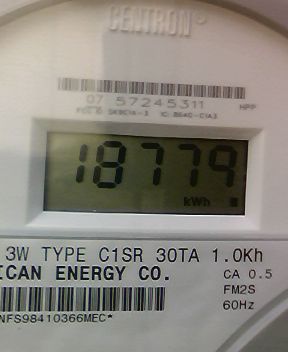 CENTRON®
07 57245311 HPP
18779
kWh
3W TYPE C1SR 30TA 1.0Kh
ICAN ENERGY CO. CA 0.5
FM2S
NFS98410366MEC* 60Hz